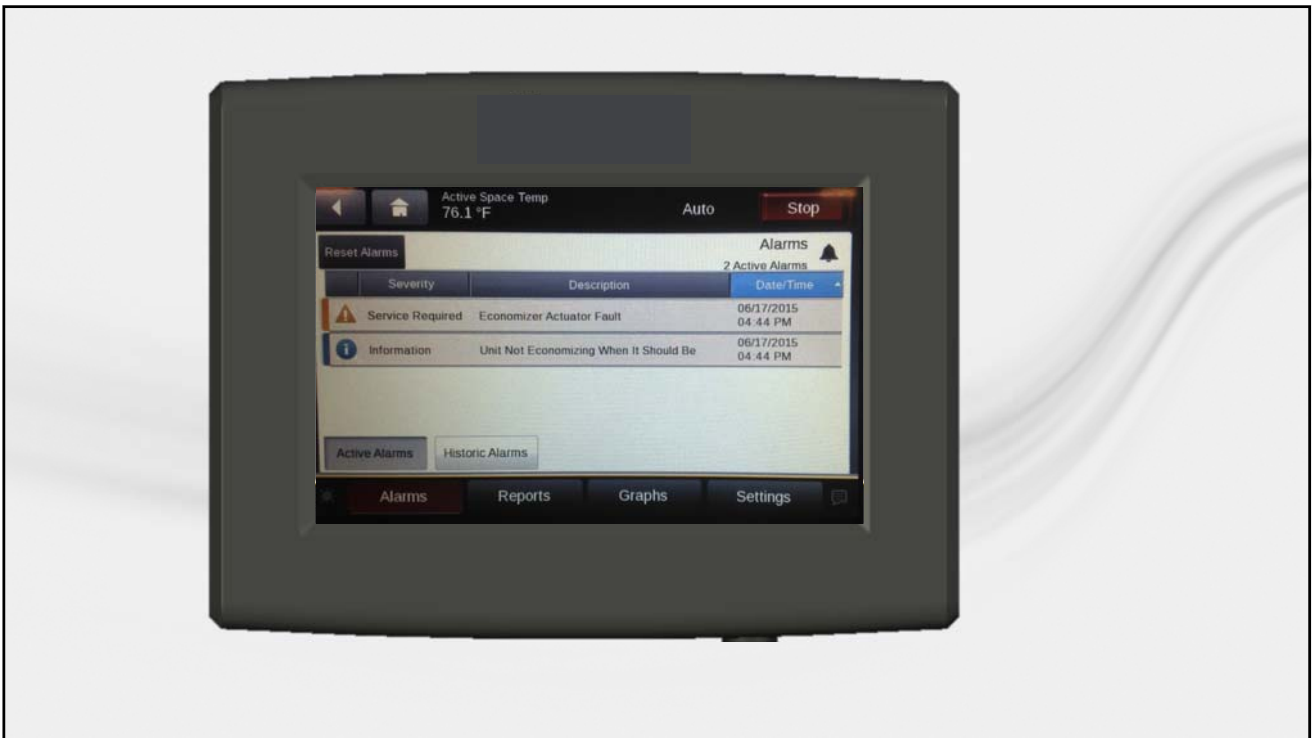 Active Space Temp
76.1 °F
Auto
Stop
Reset Alarms
Alarms
2 Active Alarms
Severity
Description
Date/Time
Service Required
Economizer Actuator Fault
06/17/2015
04:44 PM
Information
Unit Not Economizing When It Should Be
06/17/2015
04:44 PM
Active Alarms
Historic Alarms
Alarms
Reports
Graphs
Settings